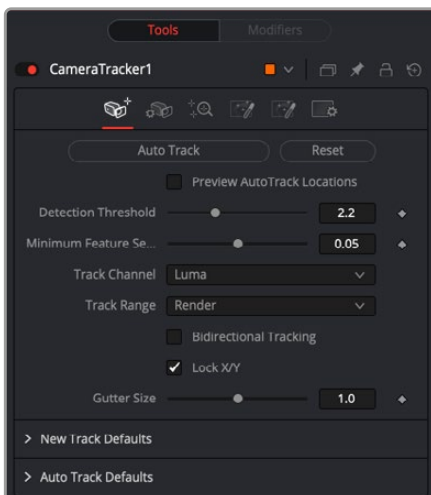 Tools Modifiers
CameraTracker1
Auto Track Reset
Preview AutoTrack Locations
Detection Threshold 2.2
Minimum Feature Se... 0.05
Track Channel Luma
Track Range Render
Bidirectional Tracking
Lock X/Y
Gutter Size 1.0
New Track Defaults
Auto Track Defaults